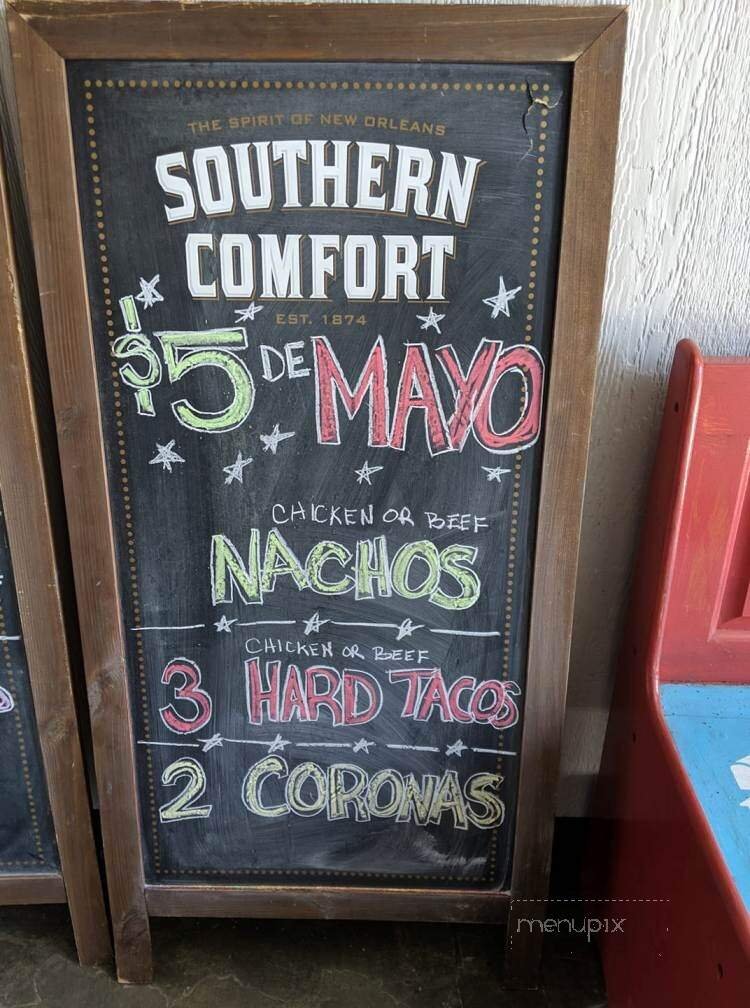 THE SPIRIT OF NEW ORLEANS
SOUTHERN
COMFORT
EST. 1874
$5 DE MAYO
CHICKEN OR BEEF
NACHOS
CHICKEN OR BEEF
3 HARD TACOS
2 CORONAS
menupix